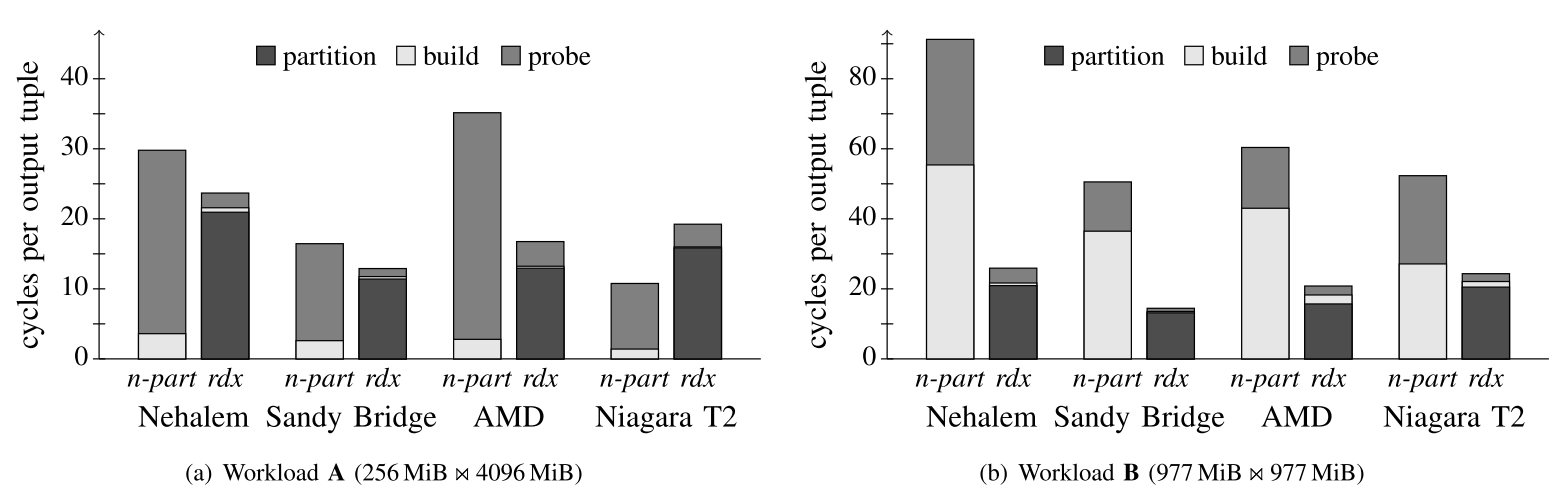 partition build probe
cycles per output tuple
40
30
20
10
0
n-part rdx n-part rdx n-part rdx n-part rdx
Nehalem Sandy Bridge AMD Niagara T2
(a) Workload A (256 MiB ⋈ 4096 MiB)
partition build probe
cycles per output tuple
80
60
40
20
0
n-part rdx n-part rdx n-part rdx n-part rdx
Nehalem Sandy Bridge AMD Niagara T2
(b) Workload B (977 MiB ⋈ 977 MiB)